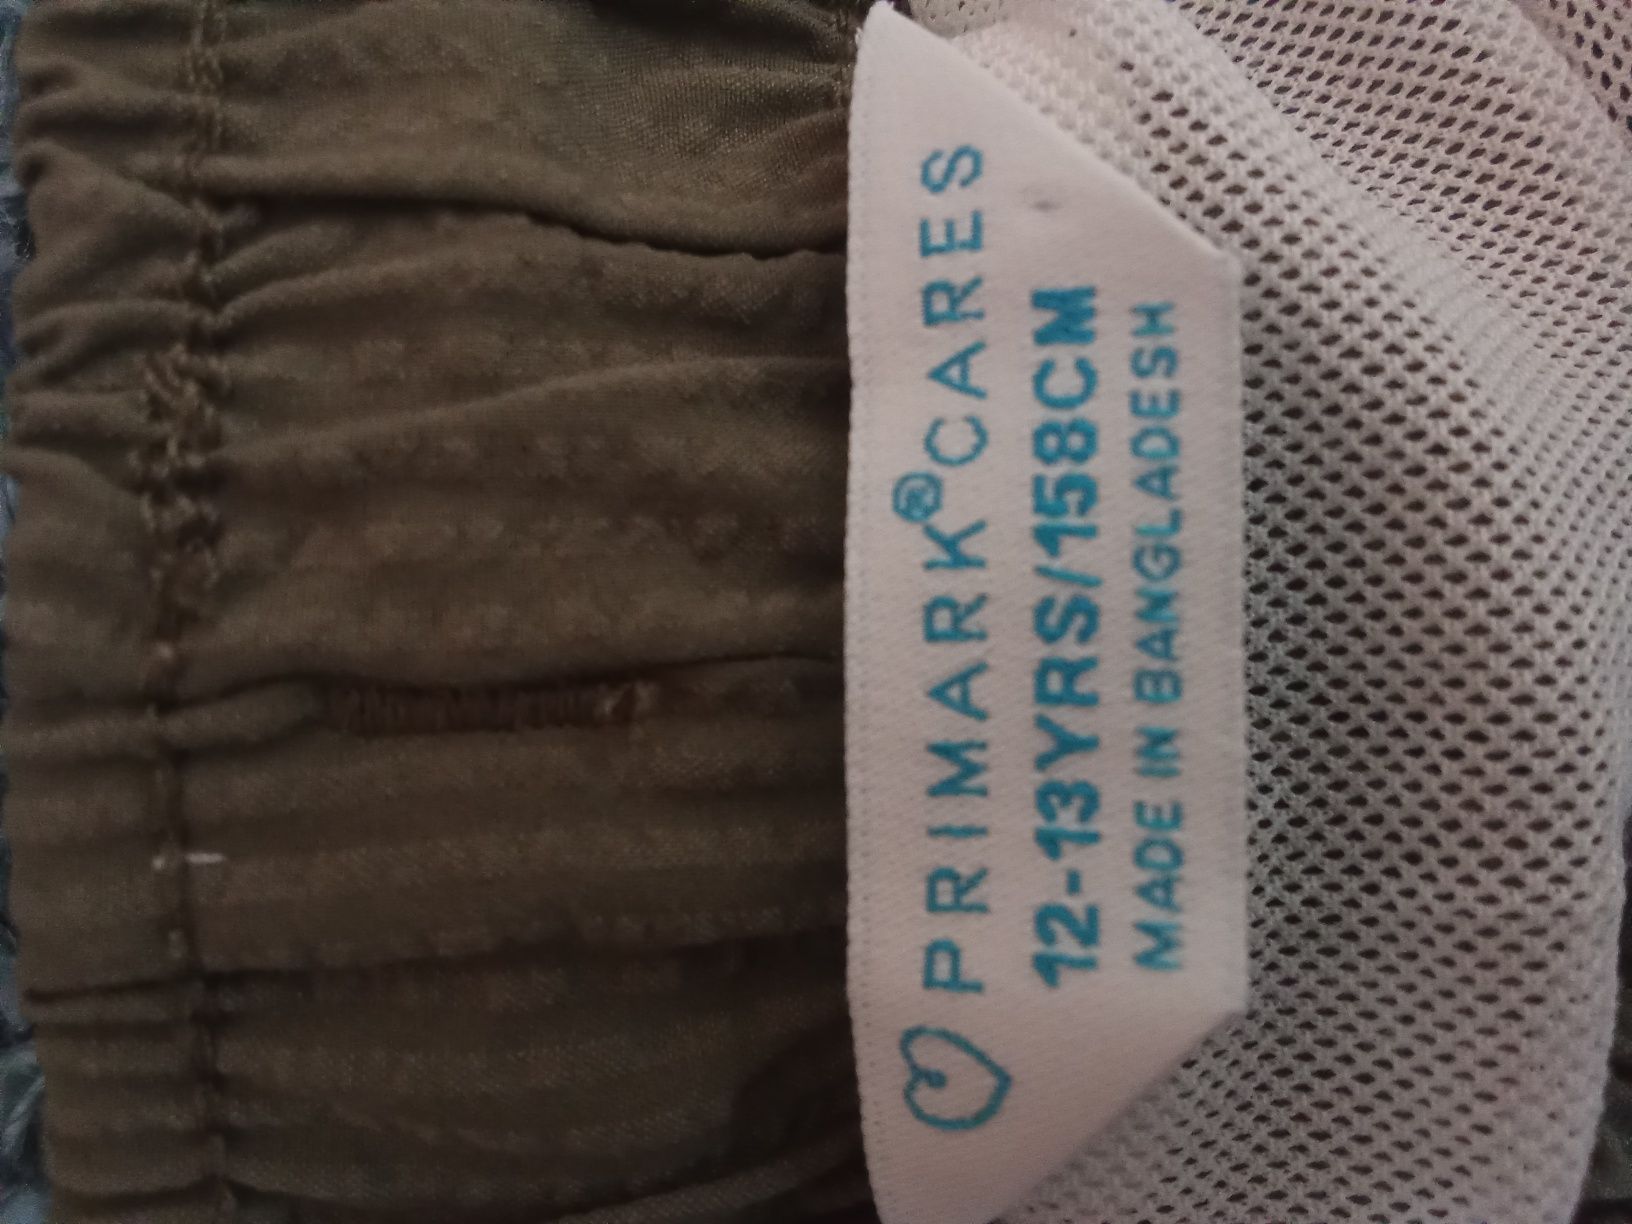 PRIMARK® CARES
12-13YRS/158CM
MADE IN BANGLADESH